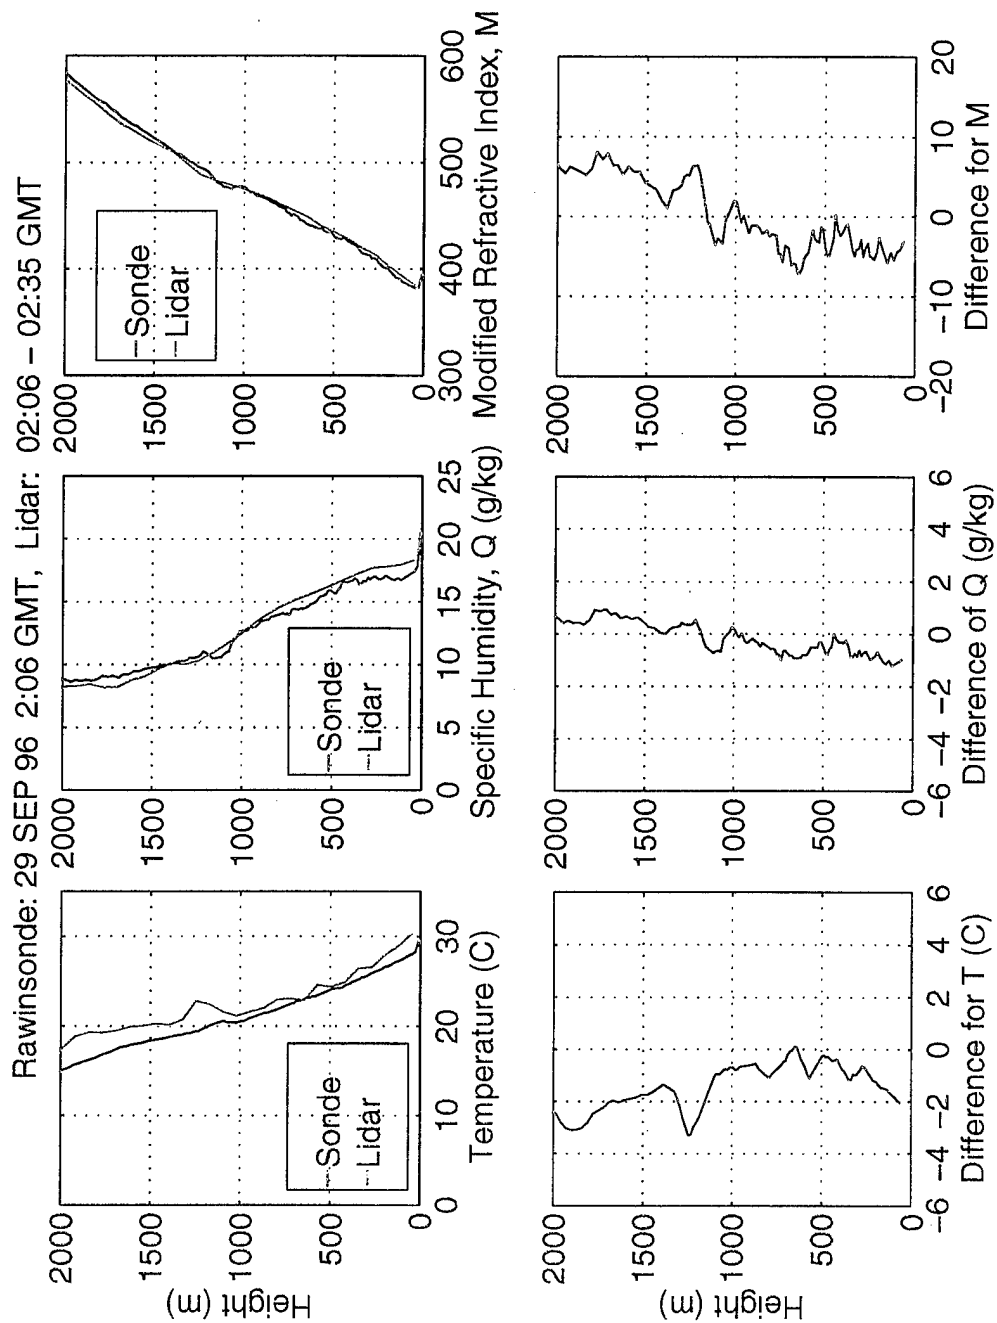 Rawinsonde: 29 SEP 96 2:06 GMT, Lidar: 02:06 – 02:35 GMT
2000
1500
1000
500
0
Height (m)
0 10 20 30
Temperature (C)
Sonde
Lidar
2000
1500
1000
500
0
0 5 10 15 20 25
Specific Humidity, Q (g/kg)
Sonde
Lidar
2000
1500
1000
500
0
300 400 500 600
Modified Refractive Index, M
Sonde
Lidar
2000
1500
1000
500
0
Height (m)
−6 −4 −2 0 2 4 6
Difference for T (C)
2000
1500
1000
500
0
−6 −4 −2 0 2 4 6
Difference of Q (g/kg)
2000
1500
1000
500
0
−20 −10 0 10 20
Difference for M